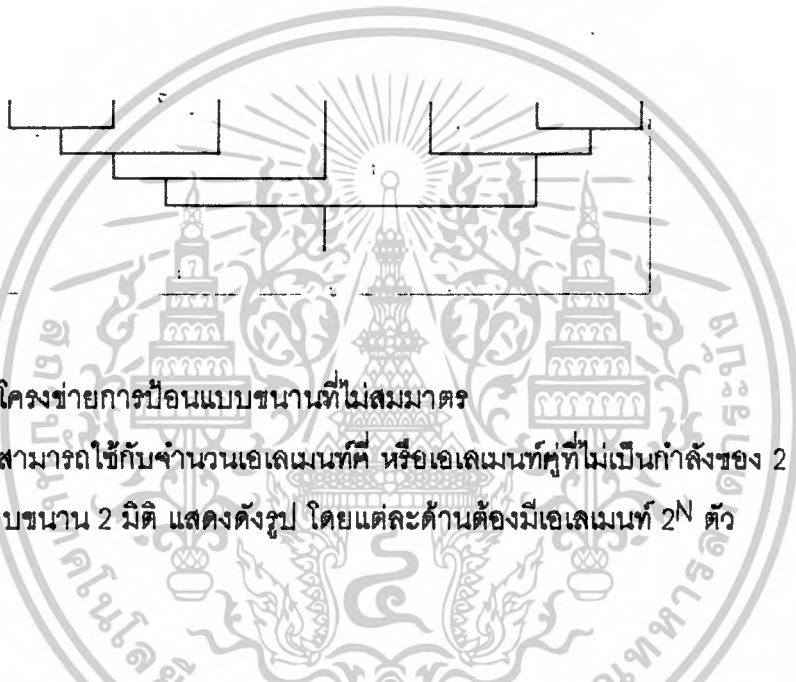 โครงข่ายการป้อนแบบขนานที่ไม่สมมาตร
สามารถใช้กับจำนวนเอเลเมนท์คี่ หรือเอเลเมนท์คู่ที่ไม่เป็นกำลังของ 2
บขนาน 2 มิติ แสดงดังรูป โดยแต่ละด้านต้องมีเอเลเมนท์ 2ᴺ ตัว